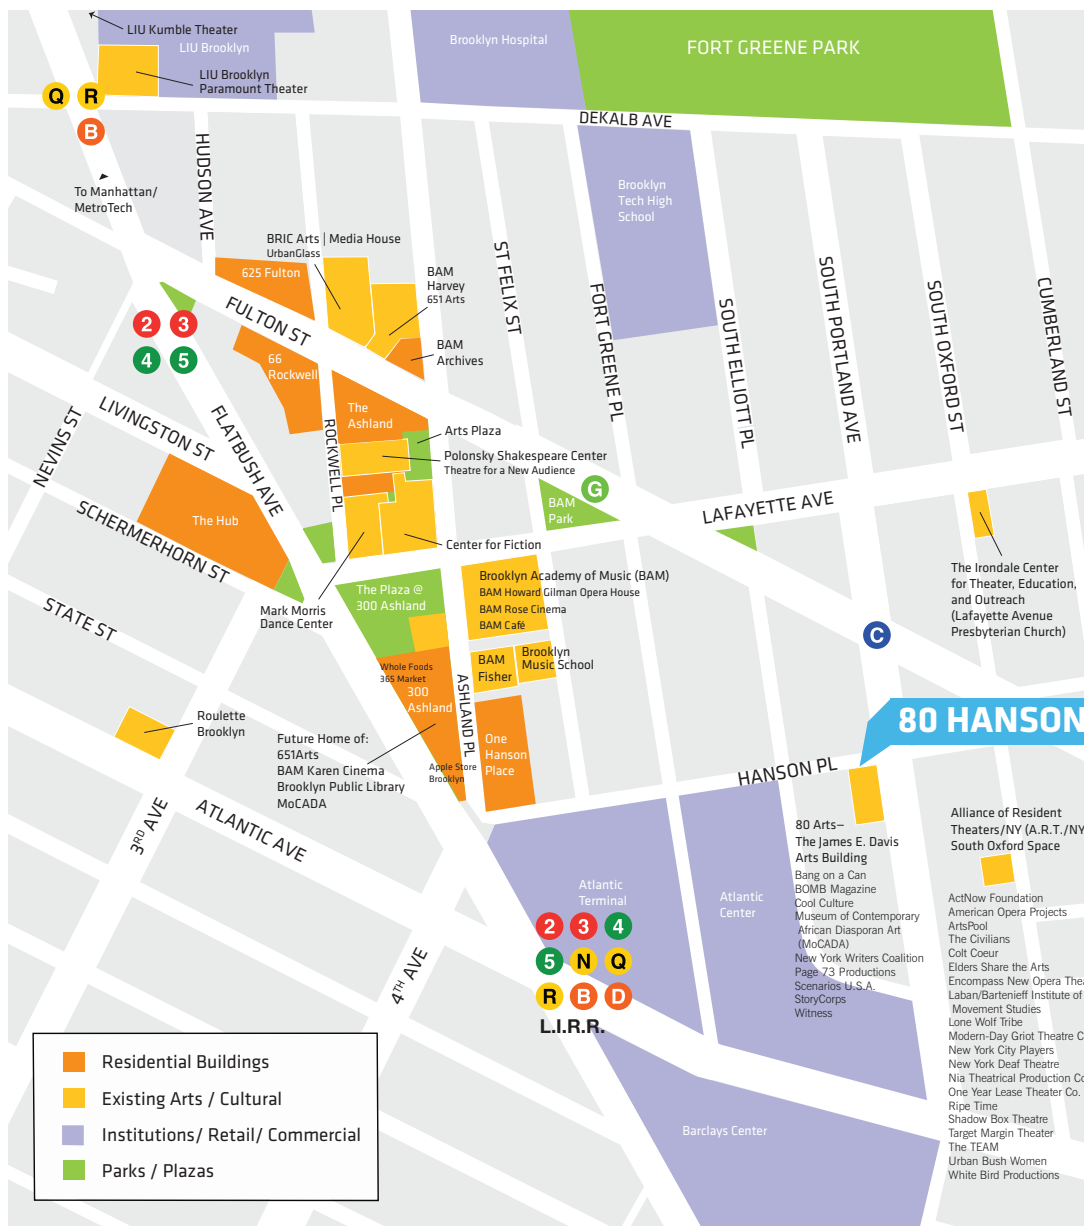 LIU Kumble Theater
LIU Brooklyn
LIU Brooklyn
Paramount Theater
Brooklyn Hospital
FORT GREENE PARK
Q R
B
DEKALB AVE
To Manhattan/
MetroTech
HUDSON AVE
Brooklyn
Tech High
School
BRIC Arts | Media House
UrbanGlass
625 Fulton
BAM
Harvey
651 Arts
ST FELIX ST
FORT GREENE PL
SOUTH ELLIOTT PL
SOUTH PORTLAND AVE
SOUTH OXFORD ST
CUMBERLAND ST
FULTON ST
2 3
4 5
BAM
Archives
66
Rockwell
The
Ashland
ROCKWELL PL
Arts Plaza
Polonsky Shakespeare Center
Theatre for a New Audience
NEVINS ST
LIVINGSTON ST
FLATBUSH AVE
SCHERMERHORN ST
The Hub
G
BAM
Park
LAFAYETTE AVE
Center for Fiction
The Irondale Center
for Theater, Education,
and Outreach
(Lafayette Avenue
Presbyterian Church)
STATE ST
Mark Morris
Dance Center
The Plaza @
300 Ashland
Brooklyn Academy of Music (BAM)
BAM Howard Gilman Opera House
BAM Rose Cinema
BAM Café
C
BAM
Fisher
Brooklyn
Music School
Whole Foods
365 Market
300
Ashland
ASHLAND PL
Roulette
Brooklyn
Future Home of:
651Arts
BAM Karen Cinema
Brooklyn Public Library
MoCADA
Apple Store
Brooklyn
One
Hanson
Place
80 HANSON
HANSON PL
3RD AVE
ATLANTIC AVE
4TH AVE
80 Arts–
The James E. Davis
Arts Building
Bang on a Can
BOMB Magazine
Cool Culture
Museum of Contemporary
African Diasporan Art
(MoCADA)
New York Writers Coalition
Page 73 Productions
Scenarios U.S.A.
StoryCorps
Witness
Alliance of Resident
Theaters/NY (A.R.T./NY
South Oxford Space
ActNow Foundation
American Opera Projects
ArtsPool
The Civilians
Colt Coeur
Elders Share the Arts
Encompass New Opera Thea
Laban/Bartenieff Institute of
Movement Studies
Lone Wolf Tribe
Modern-Day Griot Theatre C
New York City Players
New York Deaf Theatre
Nia Theatrical Production Co
One Year Lease Theater Co.
Ripe Time
Shadow Box Theatre
Target Margin Theater
The TEAM
Urban Bush Women
White Bird Productions
Atlantic
Terminal
Atlantic
Center
2 3 4
5 N Q
R B D
L.I.R.R.
Barclays Center
Residential Buildings
Existing Arts / Cultural
Institutions/ Retail/ Commercial
Parks / Plazas